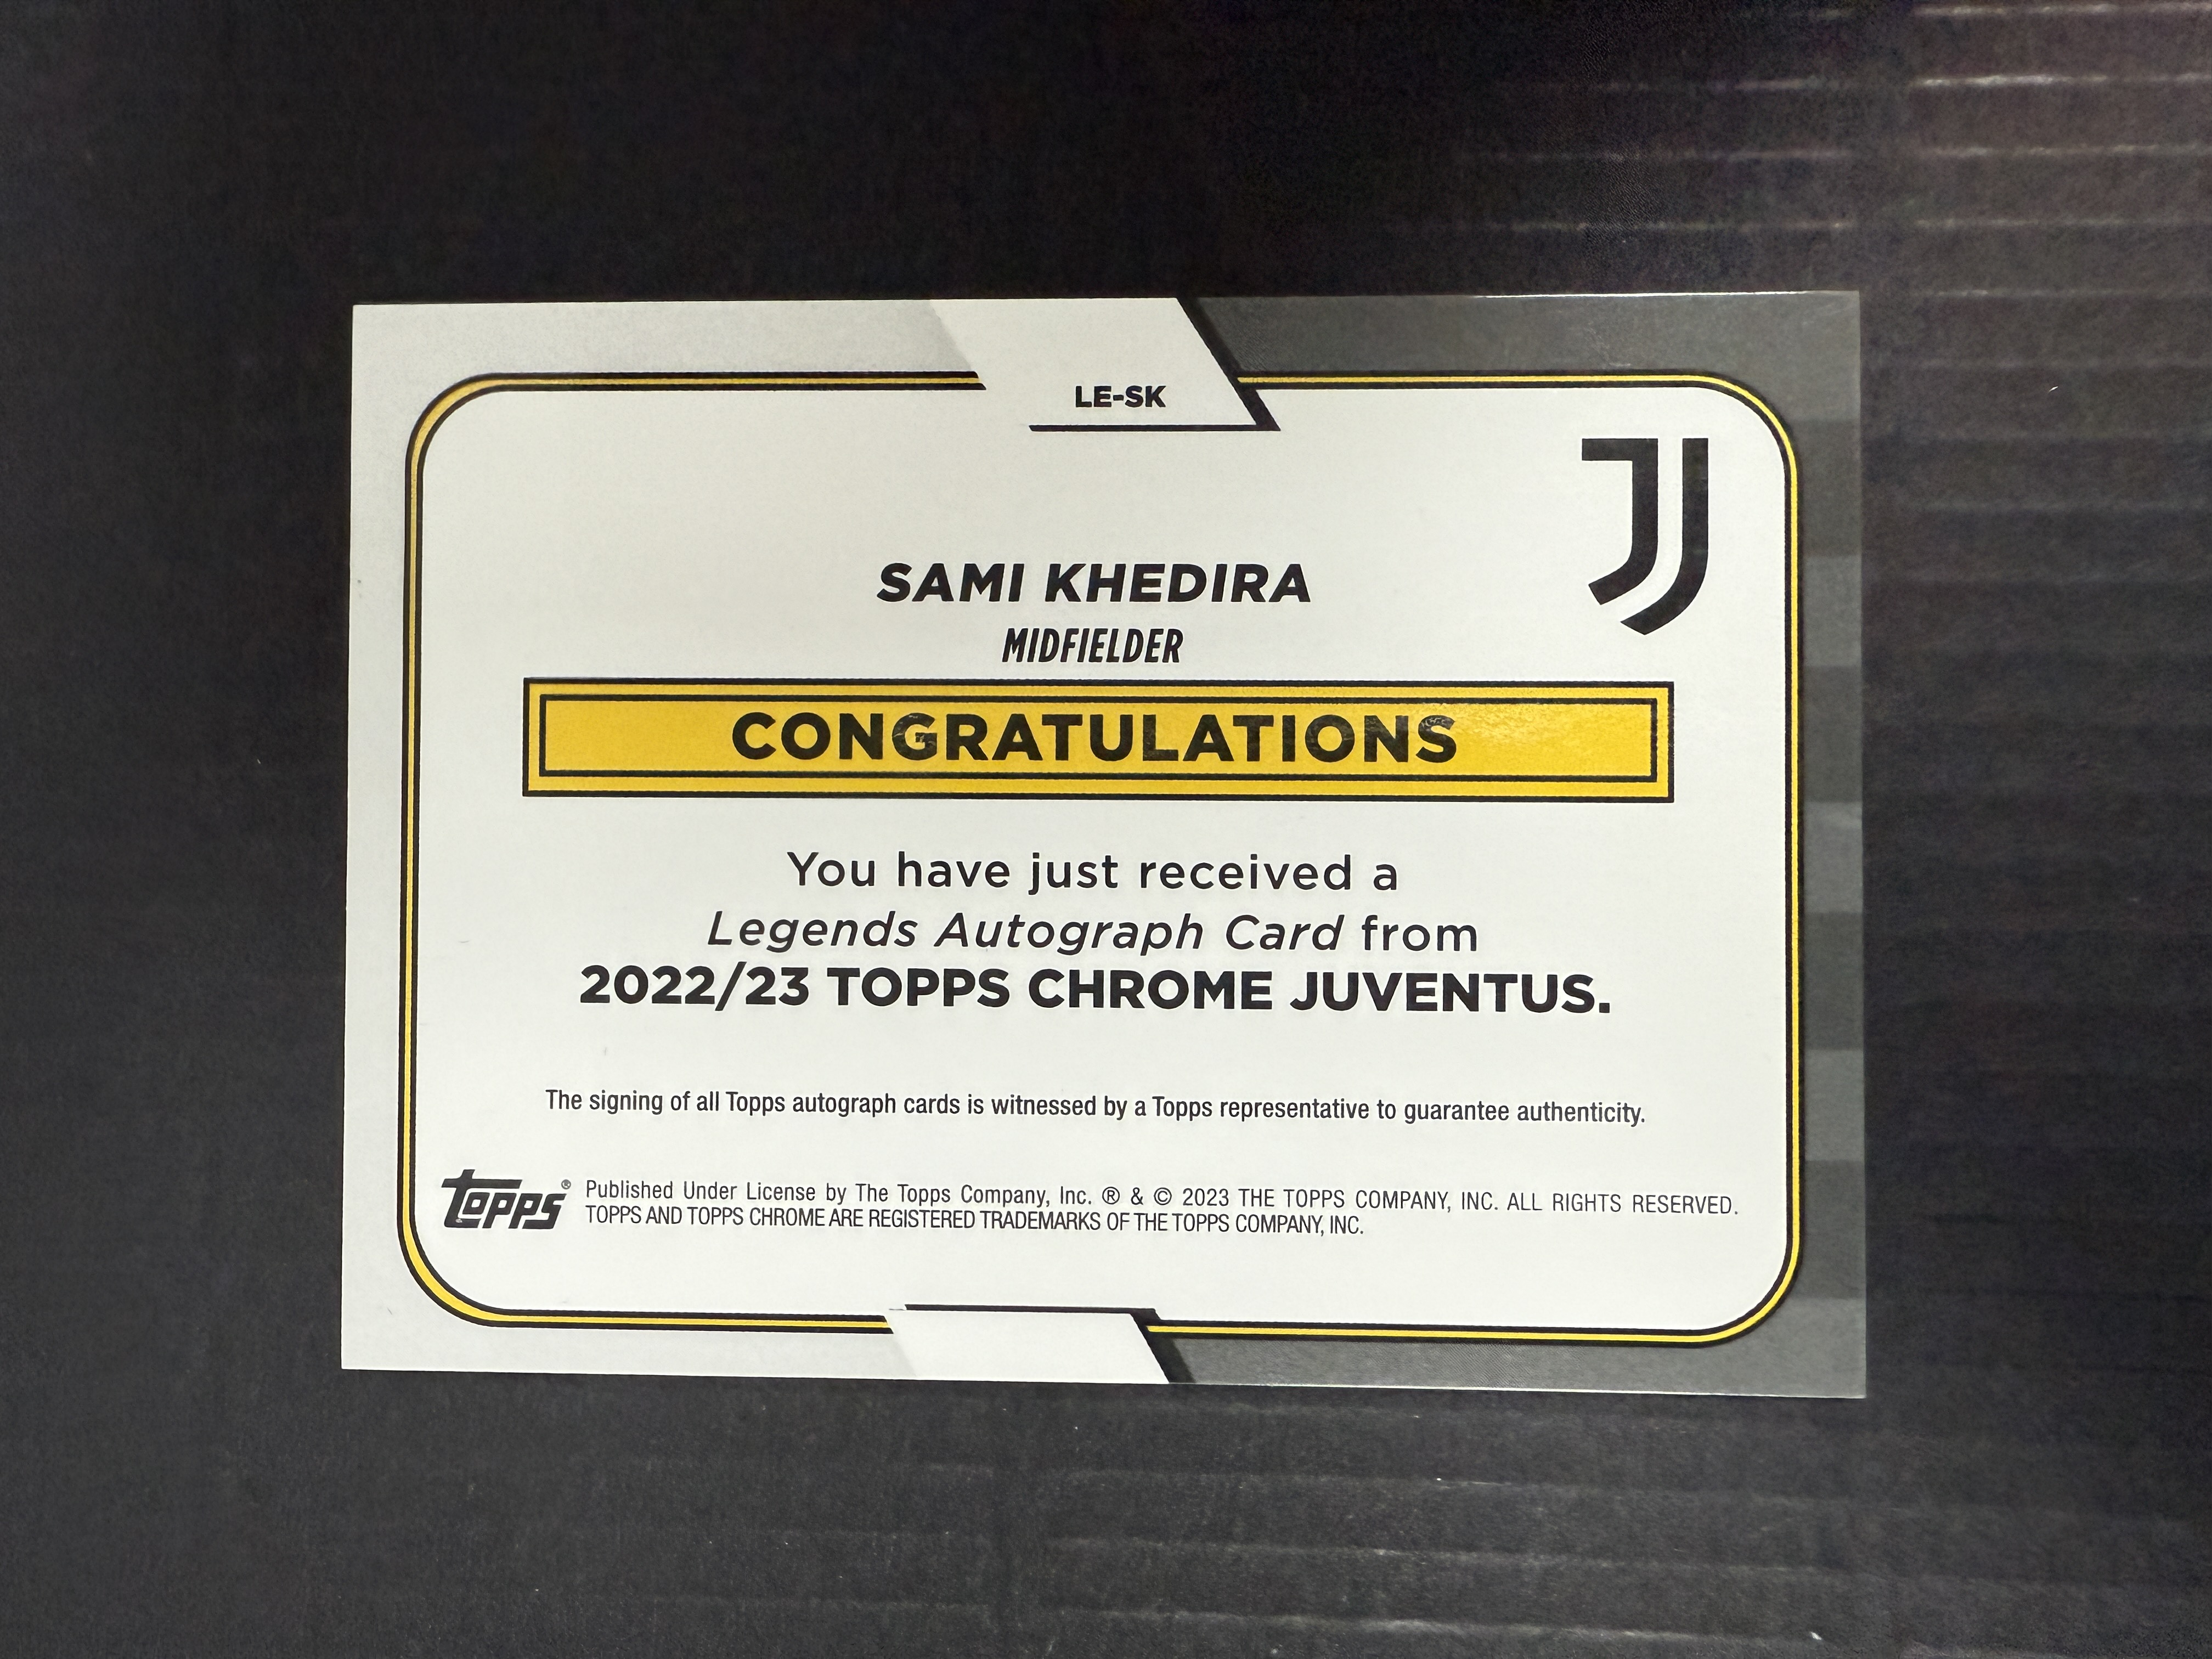 LE-SK
SAMI KHEDIRA
MIDFIELDER
CONGRATULATIONS
You have just received a
Legends Autograph Card from
2022/23 TOPPS CHROME JUVENTUS.
The signing of all Topps autograph cards is witnessed by a Topps representative to guarantee authenticity.
topps® Published Under License by The Topps Company, Inc. ® & © 2023 THE TOPPS COMPANY, INC. ALL RIGHTS RESERVED.
TOPPS AND TOPPS CHROME ARE REGISTERED TRADEMARKS OF THE TOPPS COMPANY, INC.